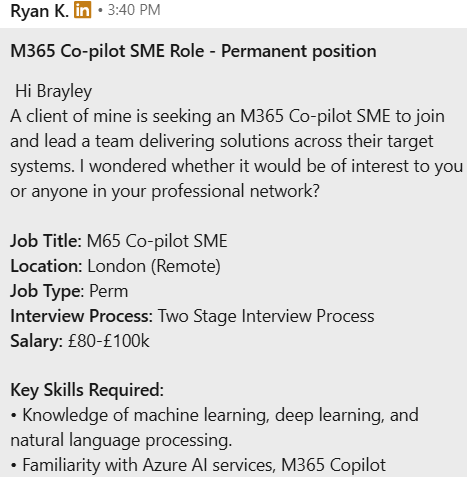 Ryan K. in • 3:40 PM
M365 Co-pilot SME Role - Permanent position
Hi Brayley
A client of mine is seeking an M365 Co-pilot SME to join
and lead a team delivering solutions across their target
systems. I wondered whether it would be of interest to you
or anyone in your professional network?
Job Title: M65 Co-pilot SME
Location: London (Remote)
Job Type: Perm
Interview Process: Two Stage Interview Process
Salary: £80-£100k
Key Skills Required:
• Knowledge of machine learning, deep learning, and
natural language processing.
• Familiarity with Azure AI services, M365 Copilot